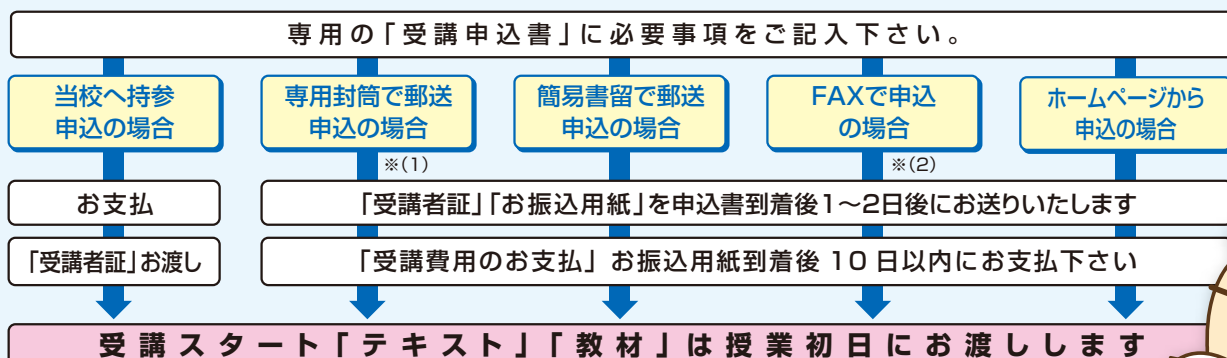 専用の「受講申込書」に必要事項をご記入下さい。
当校へ持参
申込の場合
専用封筒で郵送
申込の場合
簡易書留で郵送
申込の場合
FAXで申込
の場合
ホームページから
申込の場合
※(1)
※(2)
お支払
「受講者証」「お振込用紙」を申込書到着後1〜2日後にお送りいたします
「受講者証」お渡し
「受講費用のお支払」お振込用紙到着後 10 日以内にお支払下さい
受講スタート「テキスト」「教材」は授業初日にお渡しします